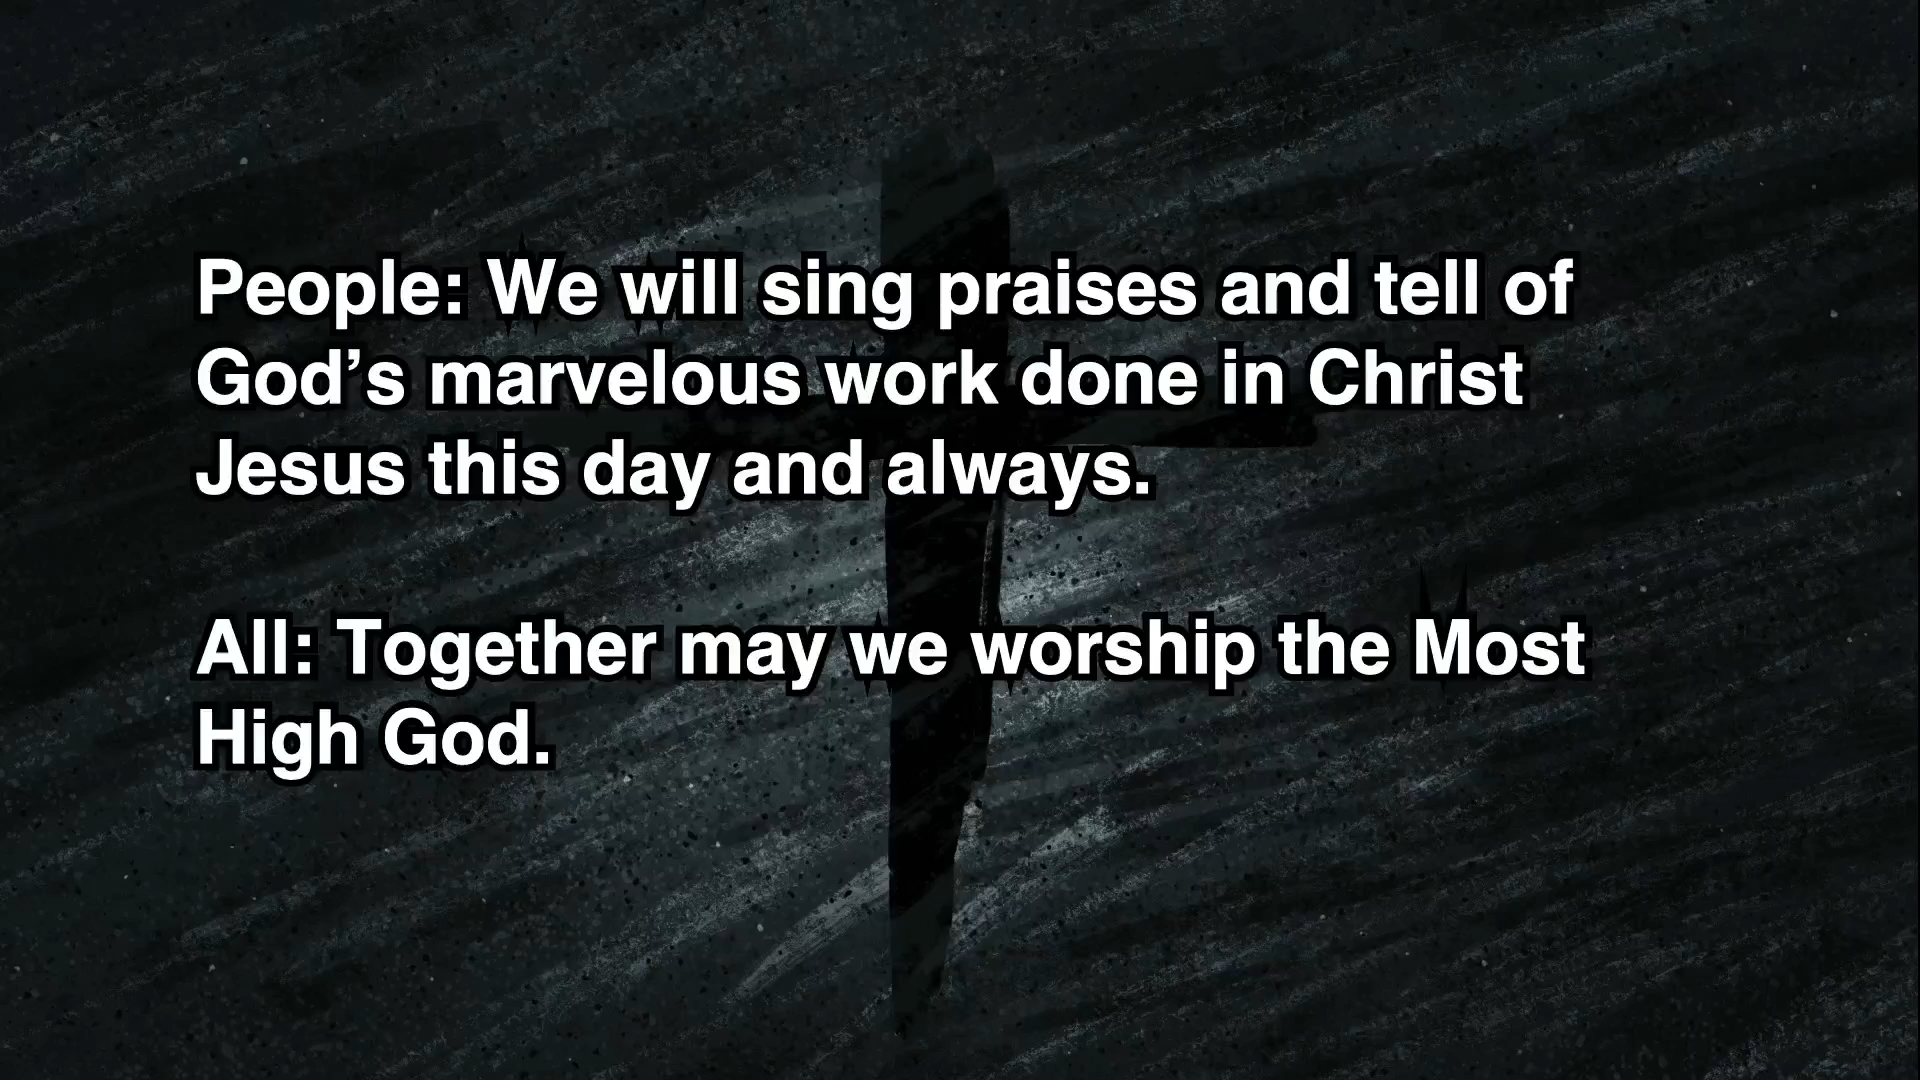 People: We will sing praises and tell of
God’s marvelous work done in Christ
Jesus this day and always.
All: Together may we worship the Most
High God.